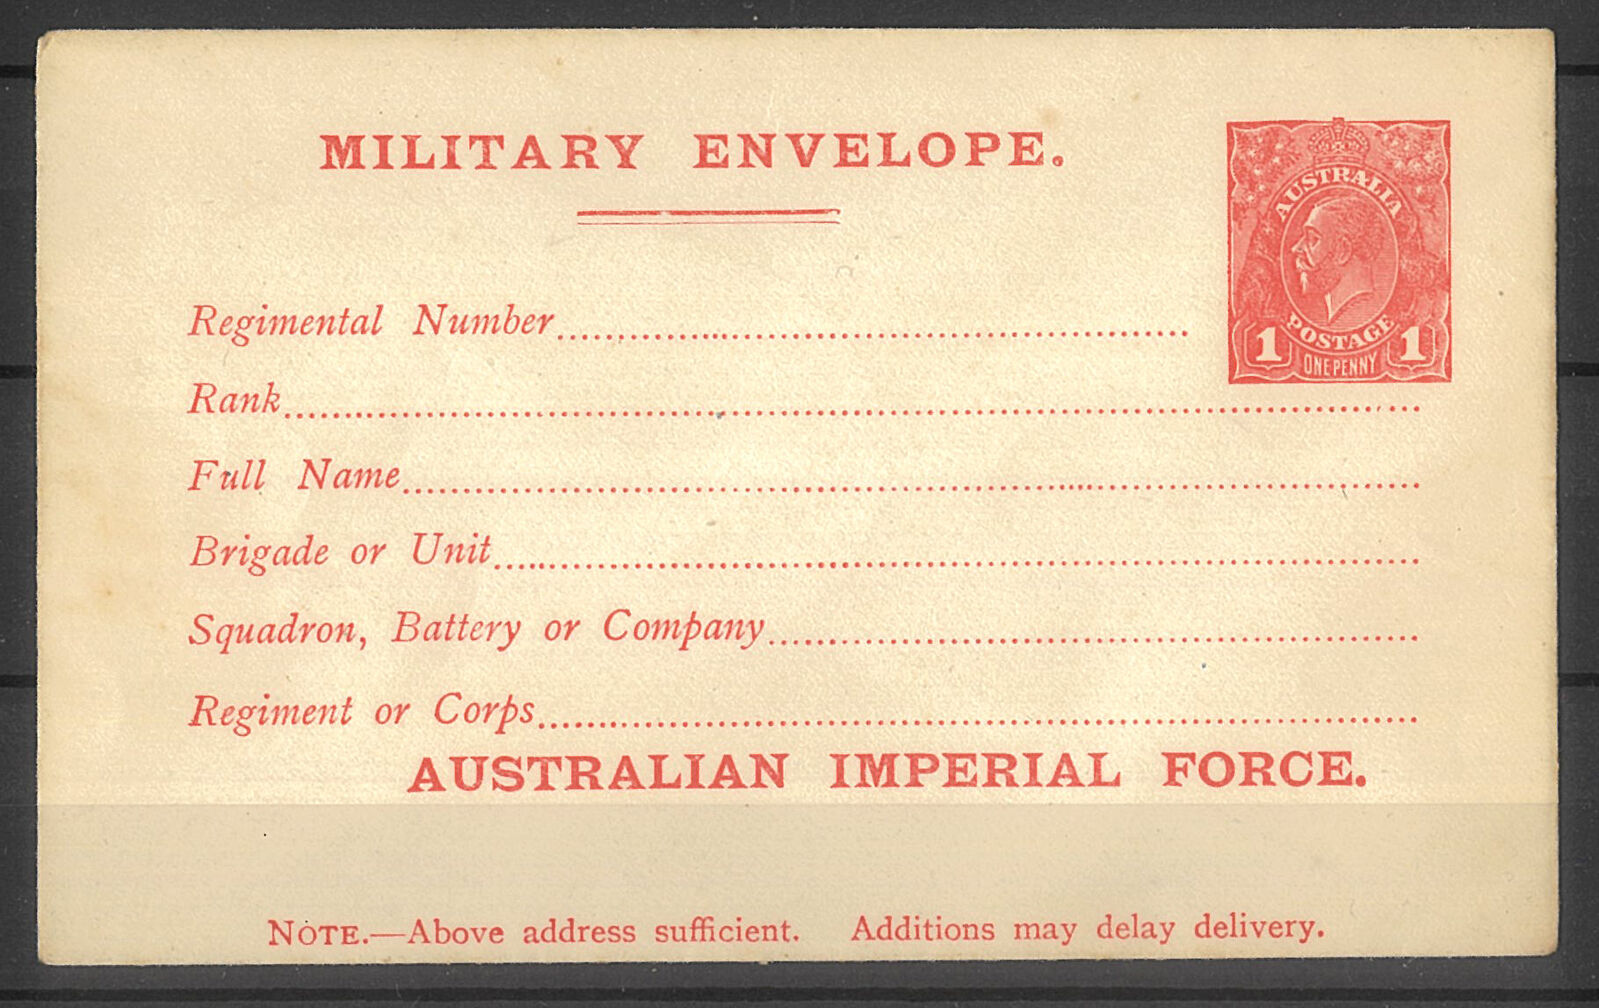 MILITARY ENVELOPE.
AUSTRALIA
POSTAGE
1 ONE PENNY 1
Regimental Number
Rank
Full Name
Brigade or Unit
Squadron, Battery or Company
Regiment or Corps
AUSTRALIAN IMPERIAL FORCE.
NOTE.—Above address sufficient. Additions may delay delivery.